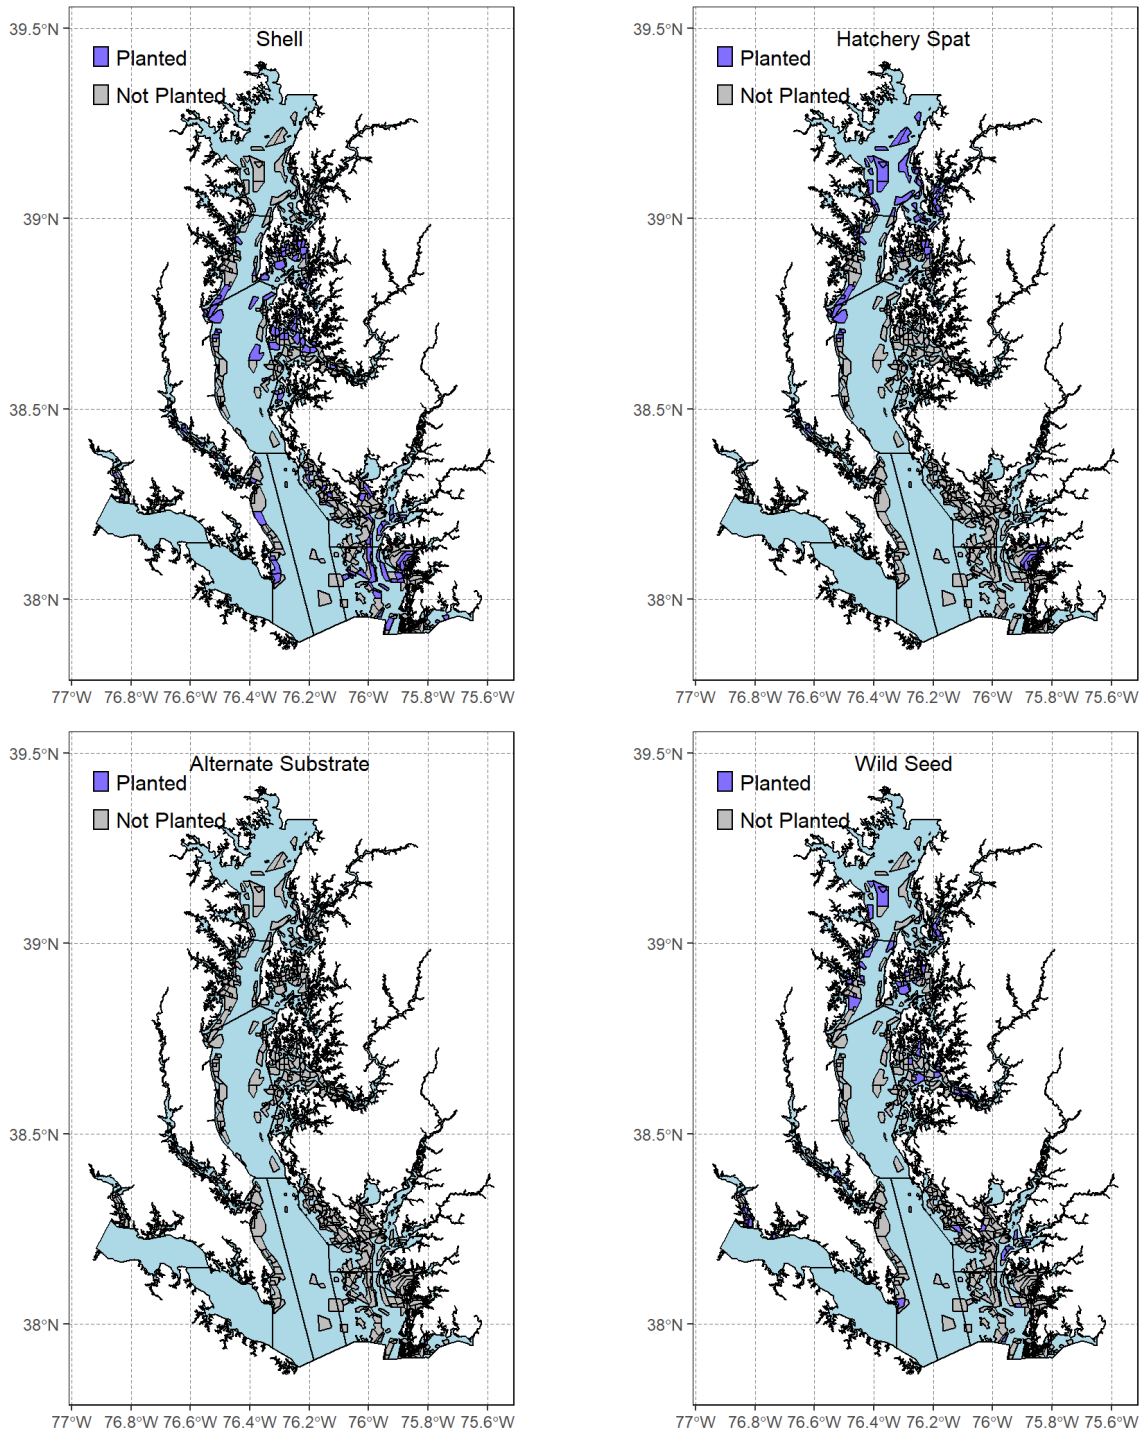 Shell
Planted
Not Planted
39.5°N
39°N
38.5°N
38°N
77°W 76.8°W 76.6°W 76.4°W 76.2°W 76°W 75.8°W 75.6°W
Hatchery Spat
Planted
Not Planted
39.5°N
39°N
38.5°N
38°N
77°W 76.8°W 76.6°W 76.4°W 76.2°W 76°W 75.8°W 75.6°W
Alternate Substrate
Planted
Not Planted
39.5°N
39°N
38.5°N
38°N
77°W 76.8°W 76.6°W 76.4°W 76.2°W 76°W 75.8°W 75.6°W
Wild Seed
Planted
Not Planted
39.5°N
39°N
38.5°N
38°N
77°W 76.8°W 76.6°W 76.4°W 76.2°W 76°W 75.8°W 75.6°W